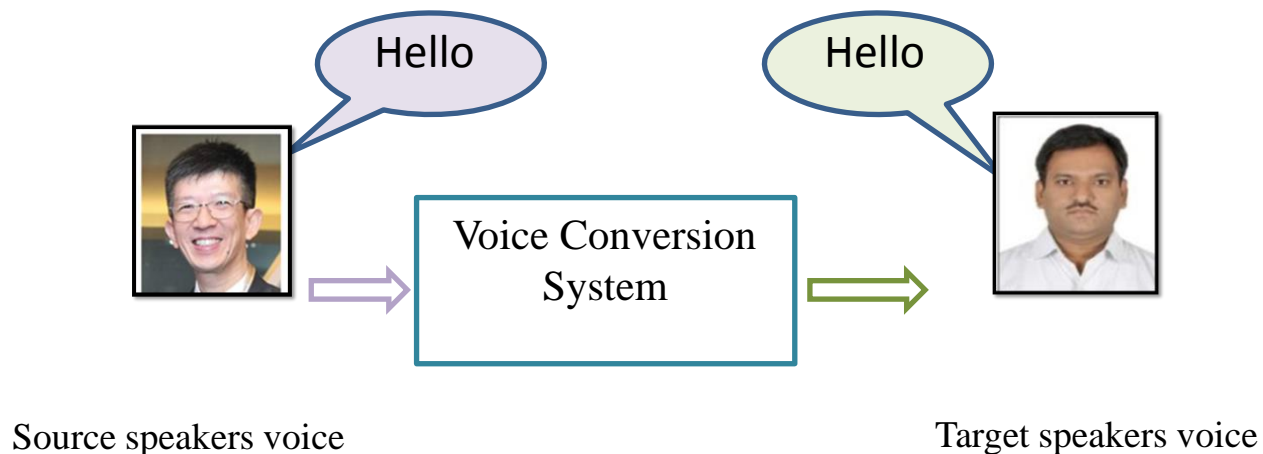 Hello
Hello
Voice Conversion
System
Source speakers voice
Target speakers voice